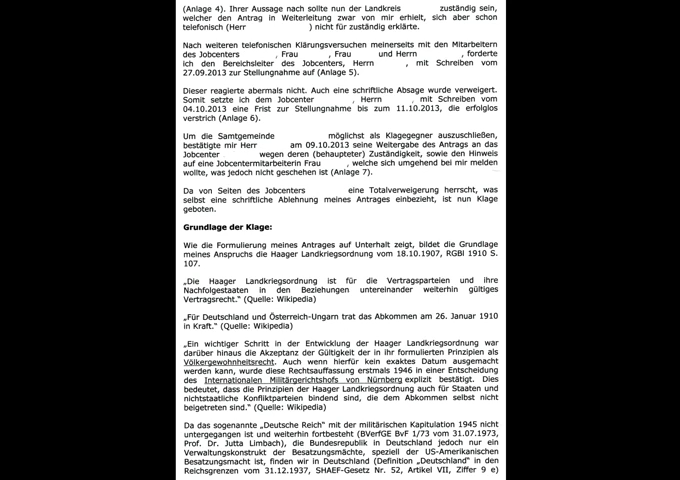 (Anlage 4). Ihrer Aussage nach sollte nun der Landkreis zuständig sein,
welcher den Antrag in Weiterleitung zwar von mir erhielt, sich aber schon
telefonisch (Herr ) nicht für zuständig erklärte.
Nach weiteren telefonischen Klärungsversuchen meinerseits mit den Mitarbeitern
des Jobcenters , Frau , Frau und Herrn , forderte
ich den Bereichsleiter des Jobcenters, Herrn , mit Schreiben vom
27.09.2013 zur Stellungnahme auf (Anlage 5).
Dieser reagierte abermals nicht. Auch eine schriftliche Absage wurde verweigert.
Somit setzte ich dem Jobcenter , Herrn , mit Schreiben vom
04.10.2013 eine Frist zur Stellungnahme bis zum 11.10.2013, die erfolglos
verstrich (Anlage 6).
Um die Samtgemeinde möglichst als Klagegegner auszuschließen,
bestätigte mir Herr am 09.10.2013 seine Weitergabe des Antrags an das
Jobcenter wegen deren (behaupteter) Zuständigkeit, sowie den Hinweis
auf eine Jobcentermitarbeiterin Frau , welche sich umgehend bei mir melden
wollte, was jedoch nicht geschehen ist (Anlage 7).
Da von Seiten des Jobcenters eine Totalverweigerung herrscht, was
selbst eine schriftliche Ablehnung meines Antrages einbezieht, ist nun Klage
geboten.
Grundlage der Klage:
Wie die Formulierung meines Antrages auf Unterhalt zeigt, bildet die Grundlage
meines Anspruchs die Haager Landkriegsordnung vom 18.10.1907, RGBl 1910 S.
107.
„Die Haager Landkriegsordnung ist für die Vertragsparteien und ihre
Nachfolgestaaten in den Beziehungen untereinander weiterhin gültiges
Vertragsrecht.“ (Quelle: Wikipedia)
„Für Deutschland und Österreich-Ungarn trat das Abkommen am 26. Januar 1910
in Kraft.“ (Quelle: Wikipedia)
„Ein wichtiger Schritt in der Entwicklung der Haager Landkriegsordnung war
darüber hinaus die Akzeptanz der Gültigkeit der in ihr formulierten Prinzipien als
Völkergewohnheitsrecht. Auch wenn hierfür kein exaktes Datum ausgemacht
werden kann, wurde diese Rechtsauffassung erstmals 1946 in einer Entscheidung
des Internationalen Militärgerichtshofs von Nürnberg explizit bestätigt. Dies
bedeutet, dass die Prinzipien der Haager Landkriegsordnung auch für Staaten und
nichtstaatliche Konfliktparteien bindend sind, die dem Abkommen selbst nicht
beigetreten sind.“ (Quelle: Wikipedia)
Da das sogenannte „Deutsche Reich“ mit der militärischen Kapitulation 1945 nicht
untergegangen ist und weiterhin fortbesteht (BVerfGE BvF 1/73 vom 31.07.1973,
Prof. Dr. Jutta Limbach), die Bundesrepublik in Deutschland jedoch nur ein
Verwaltungskonstrukt der Besatzungsmächte, speziell der US-Amerikanischen
Besatzungsmacht ist, finden wir in Deutschland (Definition „Deutschland“ in den
Reichsgrenzen vom 31.12.1937, SHAEF-Gesetz Nr. 52, Artikel VII, Ziffer 9 e)